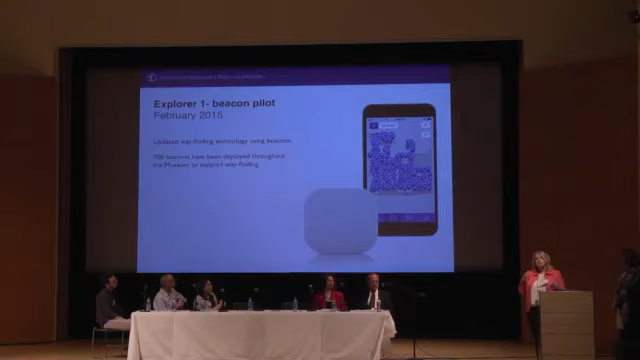 Explorer 1- beacon pilot
February 2015
Updated way-finding technology using beacons.
700 beacons have been deployed throughout
the Museum to support way-finding.